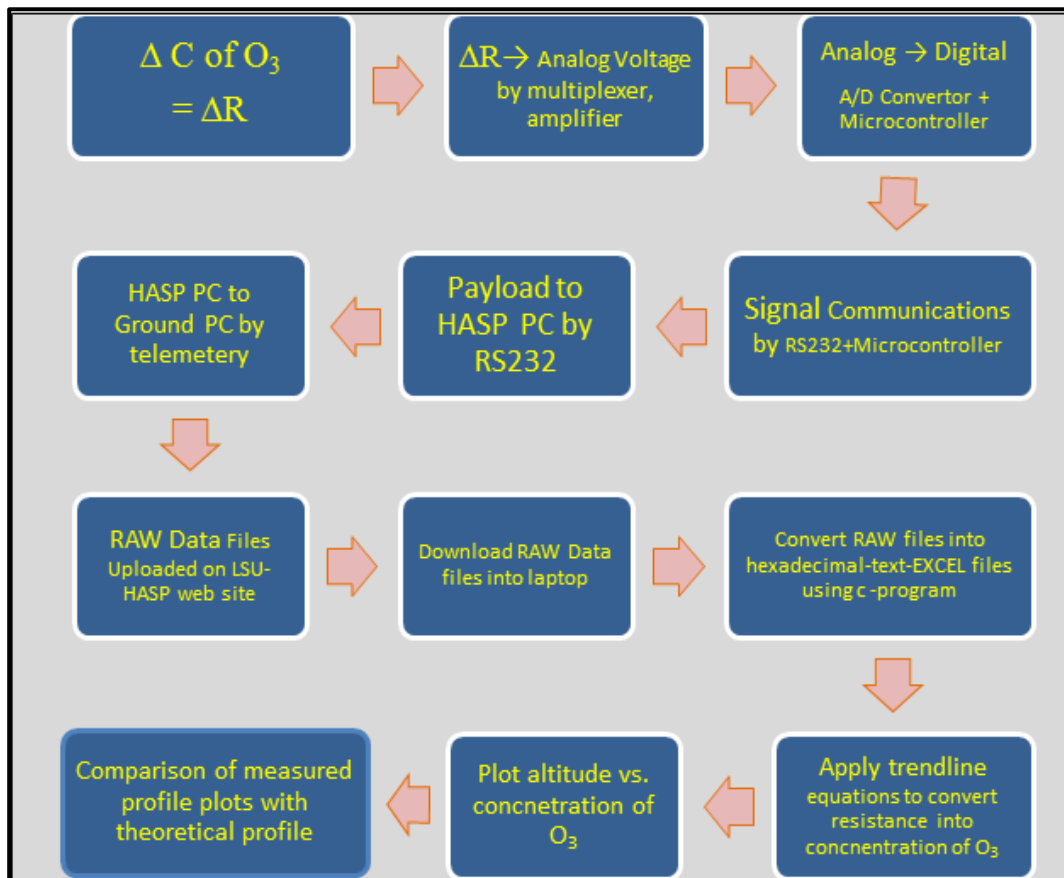 Δ C of O₃
= ΔR
ΔR→ Analog Voltage
by multiplexer,
amplifier
Analog → Digital
A/D Convertor +
Microcontroller
Signal Communications
by RS232+Microcontroller
Payload to
HASP PC by
RS232
HASP PC to
Ground PC by
telemetery
RAW Data Files
Uploaded on LSU-
HASP web site
Download RAW Data
files into laptop
Convert RAW files into
hexadecimal-text-EXCEL files
using c -program
Apply trendline
equations to convert
resistance into
concnentration of O₃
Plot altitude vs.
concnetration of
O₃
Comparison of measured
profile plots with
theoretical profile